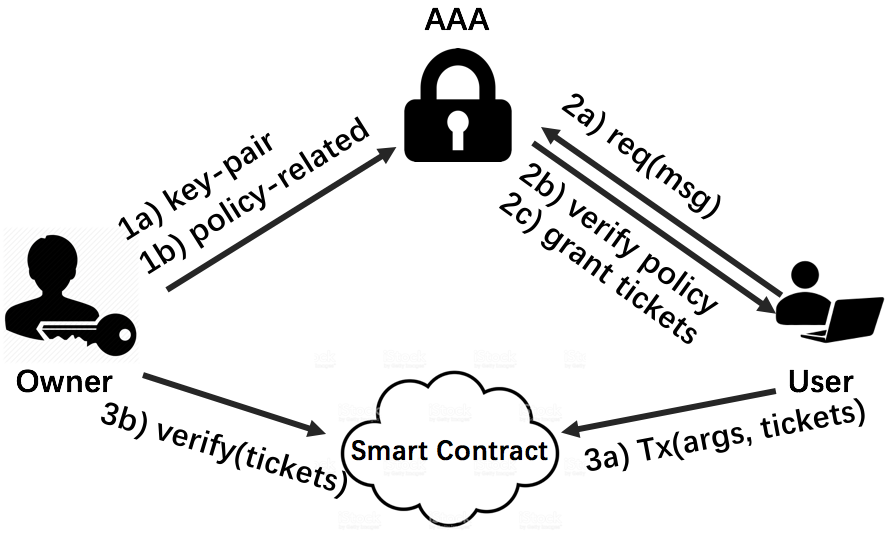 AAA
1a) key-pair
1b) policy-related
2a) req(msg)
2b) verify policy
2c) grant tickets
Owner
User
3b) verify(tickets)
Smart Contract
3a) Tx(args, tickets)